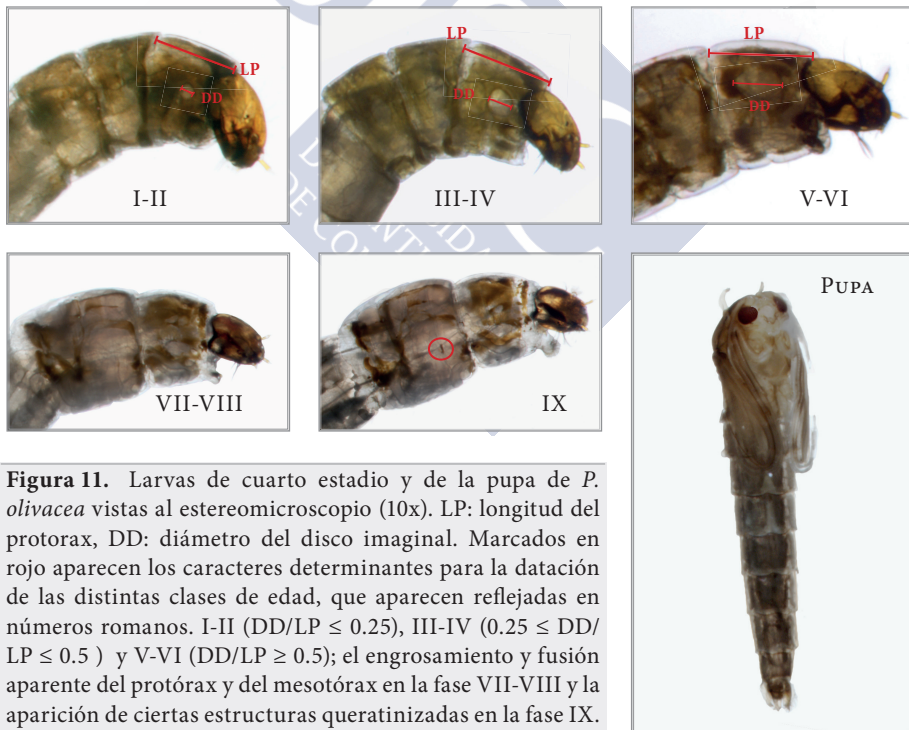 LP
DD
I-II
LP
DD
III-IV
LP
DD
V-VI
VII-VIII
IX
PUPA
Figura 11. Larvas de cuarto estadio y de la pupa de P.
olivacea vistas al estereomicroscopio (10x). LP: longitud del
protorax, DD: diámetro del disco imaginal. Marcados en
rojo aparecen los caracteres determinantes para la datación
de las distintas clases de edad, que aparecen reflejadas en
números romanos. I-II (DD/LP ≤ 0.25), III-IV (0.25 ≤ DD/
LP ≤ 0.5 ) y V-VI (DD/LP ≥ 0.5); el engrosamiento y fusión
aparente del protórax y del mesotórax en la fase VII-VIII y la
aparición de ciertas estructuras queratinizadas en la fase IX.